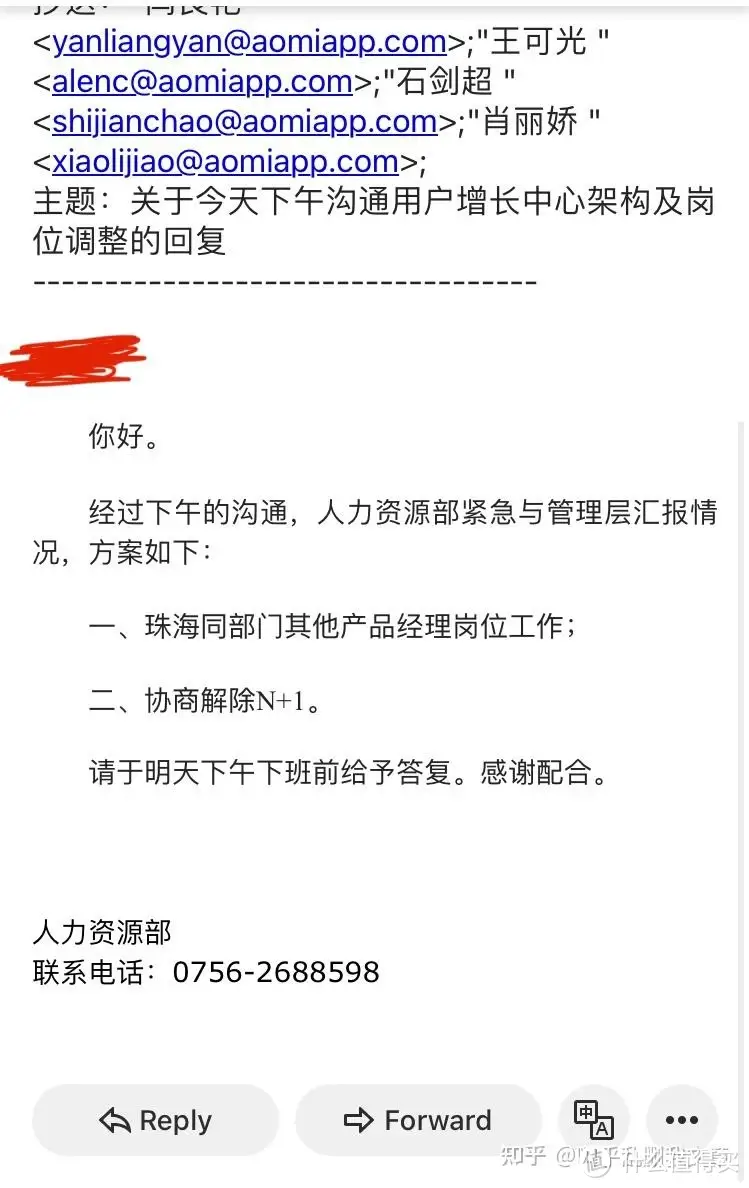 <yanliangyan@aomiapp.com>;"王可光 "
<alenc@aomiapp.com>;"石剑超 "
<shijianchao@aomiapp.com>;"肖丽娇 "
<xiaolijiao@aomiapp.com>;
主题：关于今天下午沟通用户增长中心架构及岗
位调整的回复
-----------------------------------
你好。
经过下午的沟通，人力资源部紧急与管理层汇报情
况，方案如下：
一、珠海同部门其他产品经理岗位工作；
二、协商解除N+1。
请于明天下午下班前给予答复。感谢配合。
人力资源部
联系电话：0756-2688598
Reply Forward 中 A
知乎 值 什么值得买